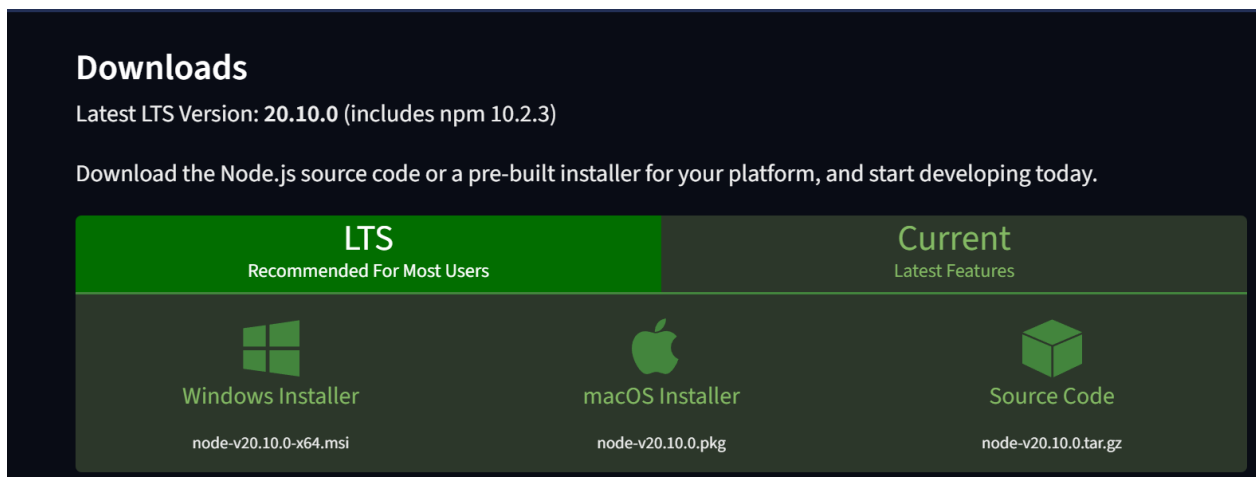 Downloads
Latest LTS Version: 20.10.0 (includes npm 10.2.3)
Download the Node.js source code or a pre-built installer for your platform, and start developing today.
LTS
Recommended For Most Users
Current
Latest Features
Windows Installer
macOS Installer
Source Code
node-v20.10.0-x64.msi
node-v20.10.0.pkg
node-v20.10.0.tar.gz